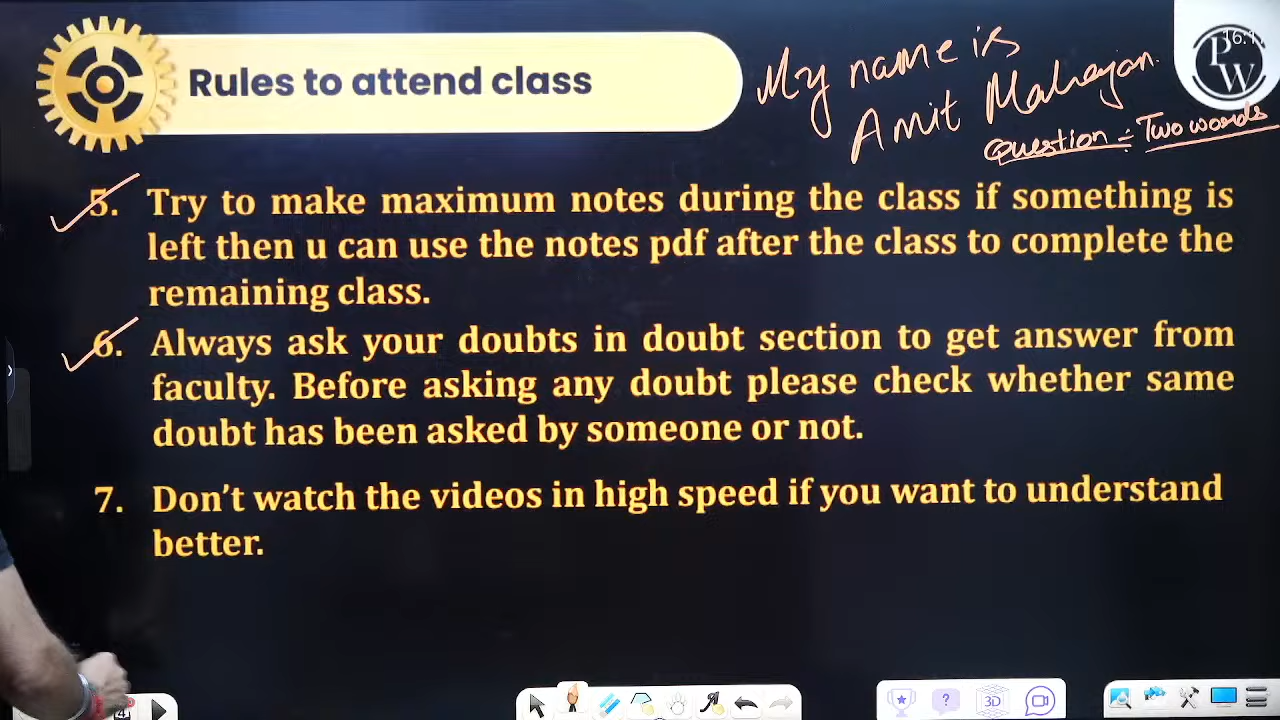 Rules to attend class
My name is
Amit Mahajan.
Question ÷ Two words
PW
16:1
5. Try to make maximum notes during the class if something is
left then u can use the notes pdf after the class to complete the
remaining class.
6. Always ask your doubts in doubt section to get answer from
faculty. Before asking any doubt please check whether same
doubt has been asked by someone or not.
7. Don't watch the videos in high speed if you want to understand
better.
?
3D